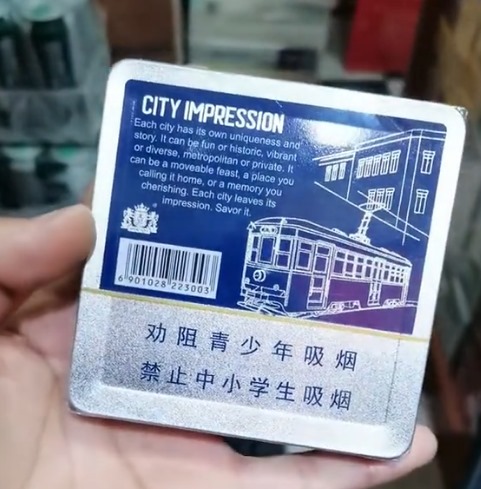 CITY IMPRESSION
Each city has its own uniqueness and
story. It can be fun or historic, vibrant
or diverse, metropolitan or private. It
can be a moveable feast, a place you
calling it home, or a memory you
cherishing. Each city leaves its
impression. Savor it.
6 901028 223003
劝阻青少年吸烟
禁止中小学生吸烟